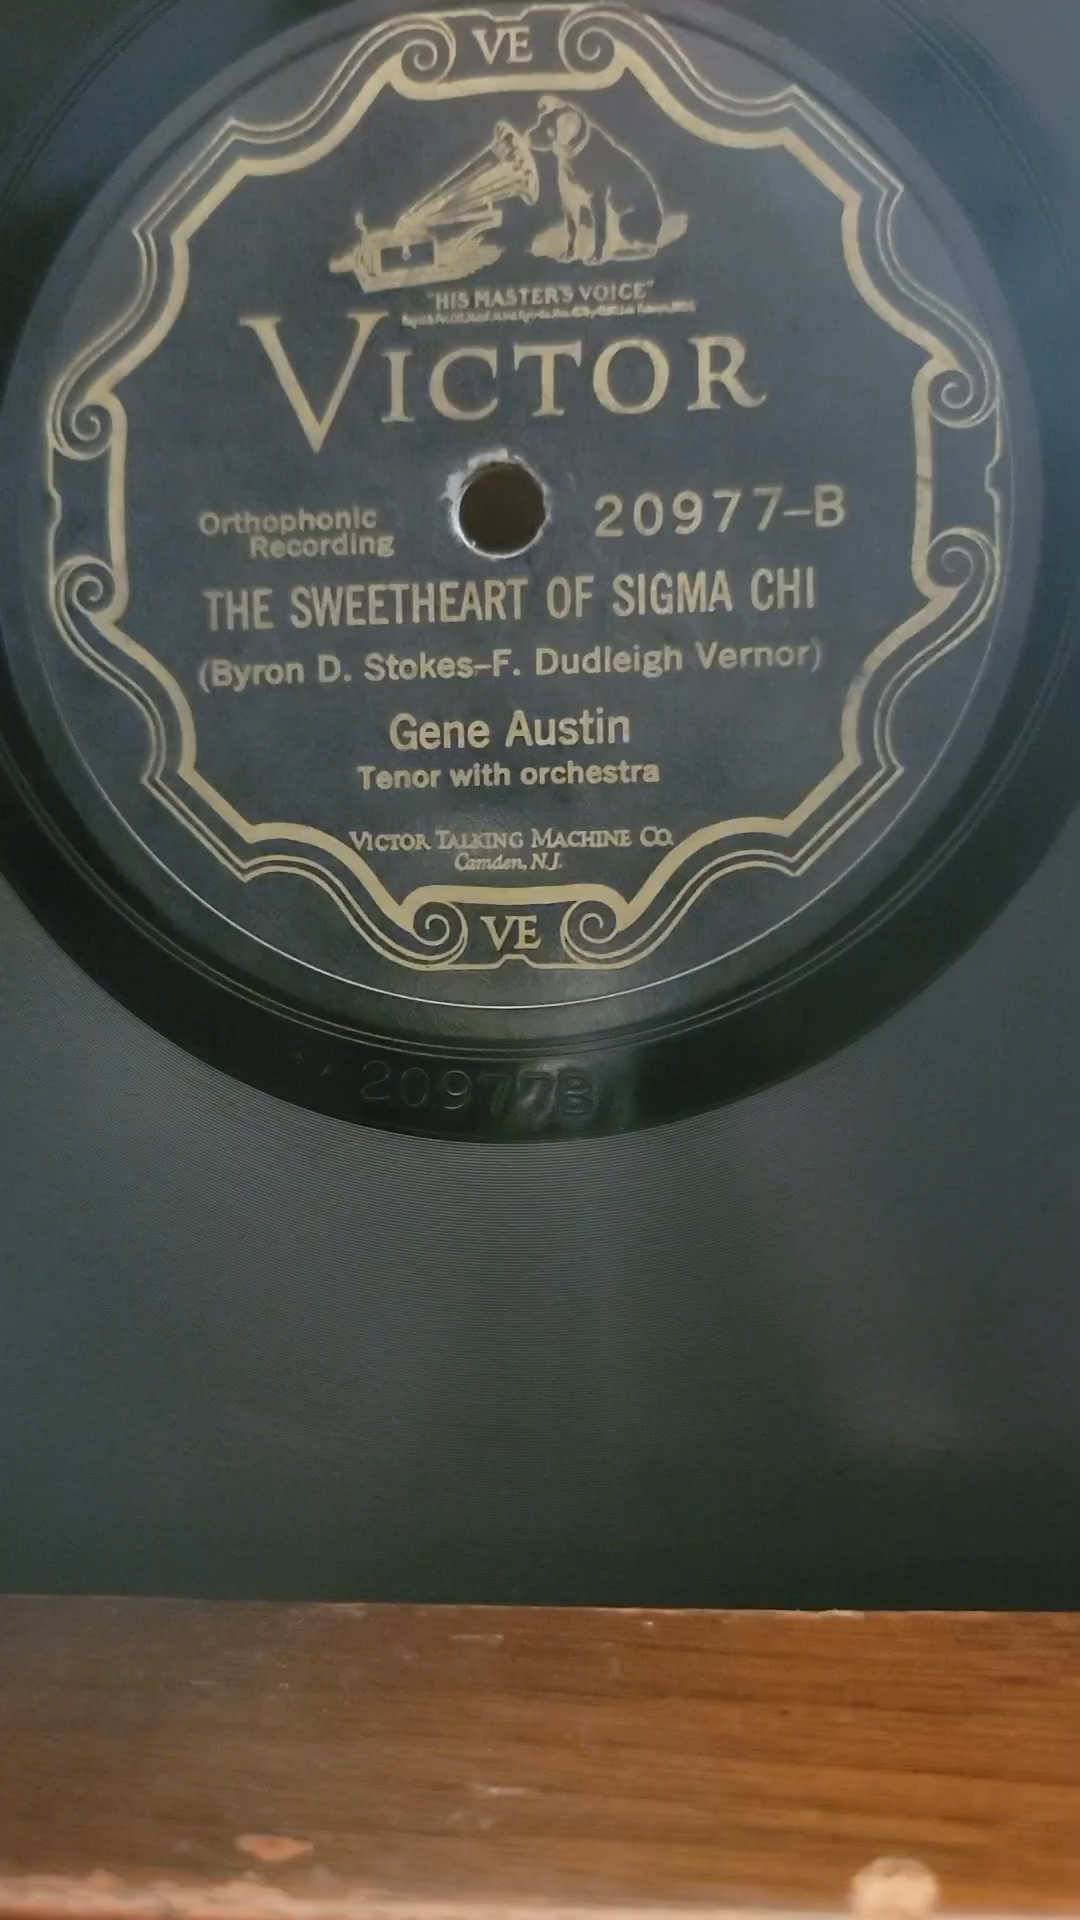 VE
"HIS MASTER'S VOICE"
VICTOR
Orthophonic
Recording
20977-B
THE SWEETHEART OF SIGMA CHI
(Byron D. Stokes-F. Dudleigh Vernor)
Gene Austin
Tenor with orchestra
VICTOR TALKING MACHINE CO.
Camden, N.J.
VE
20977B